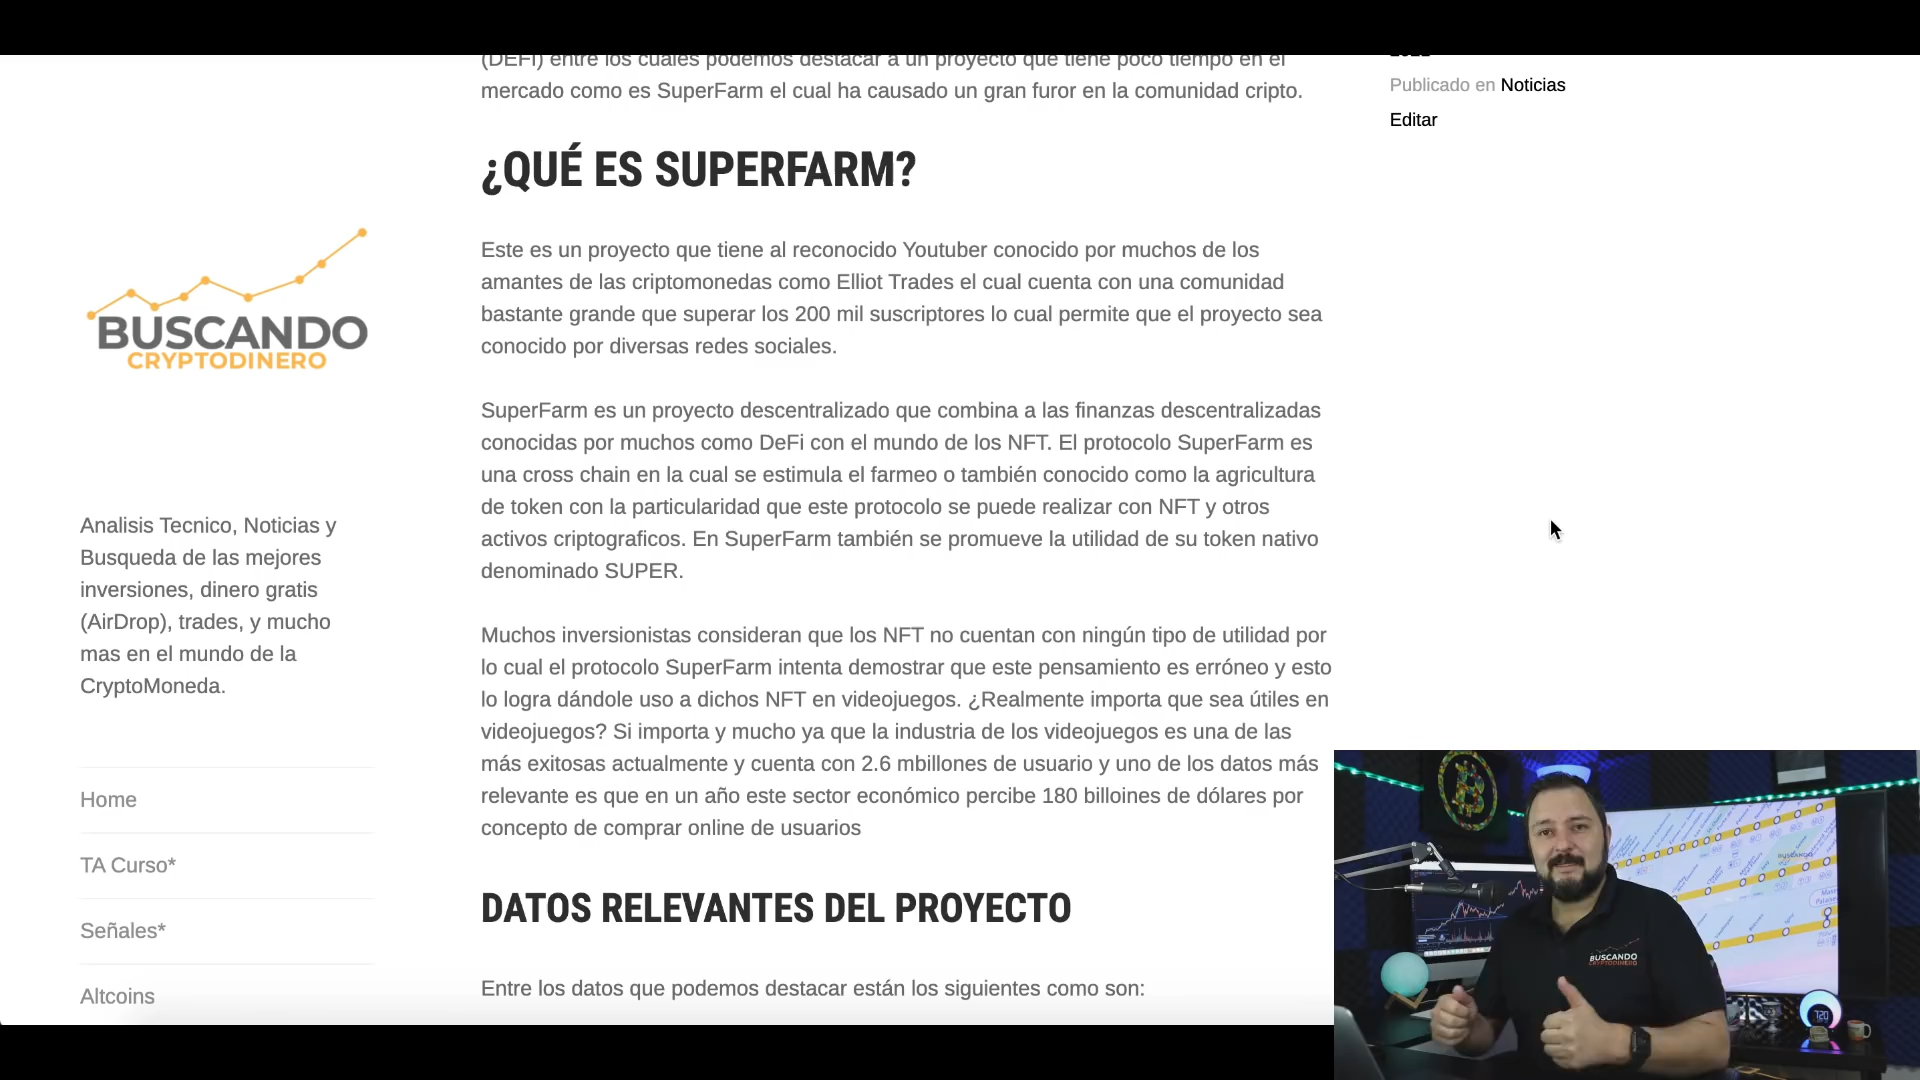 (DEFI) entre los cuales podemos destacar a un proyecto que tiene poco tiempo en el
mercado como es SuperFarm el cual ha causado un gran furor en la comunidad cripto.
Publicado en Noticias
Editar
¿QUÉ ES SUPERFARM?
Este es un proyecto que tiene al reconocido Youtuber conocido por muchos de los
amantes de las criptomonedas como Elliot Trades el cual cuenta con una comunidad
bastante grande que superar los 200 mil suscriptores lo cual permite que el proyecto sea
conocido por diversas redes sociales.
SuperFarm es un proyecto descentralizado que combina a las finanzas descentralizadas
conocidas por muchos como DeFi con el mundo de los NFT. El protocolo SuperFarm es
una cross chain en la cual se estimula el farmeo o también conocido como la agricultura
de token con la particularidad que este protocolo se puede realizar con NFT y otros
activos criptograficos. En SuperFarm también se promueve la utilidad de su token nativo
denominado SUPER.
Muchos inversionistas consideran que los NFT no cuentan con ningún tipo de utilidad por
lo cual el protocolo SuperFarm intenta demostrar que este pensamiento es erróneo y esto
lo logra dándole uso a dichos NFT en videojuegos. ¿Realmente importa que sea útiles en
videojuegos? Si importa y mucho ya que la industria de los videojuegos es una de las
más exitosas actualmente y cuenta con 2.6 mbillones de usuario y uno de los datos más
relevante es que en un año este sector económico percibe 180 billoines de dólares por
concepto de comprar online de usuarios
DATOS RELEVANTES DEL PROYECTO
Entre los datos que podemos destacar están los siguientes como son:
BUSCANDO
CRYPTODINERO
Analisis Tecnico, Noticias y
Busqueda de las mejores
inversiones, dinero gratis
(AirDrop), trades, y mucho
mas en el mundo de la
CryptoMoneda.
Home
TA Curso*
Señales*
Altcoins
BUSCANDO
CRYPTODINERO